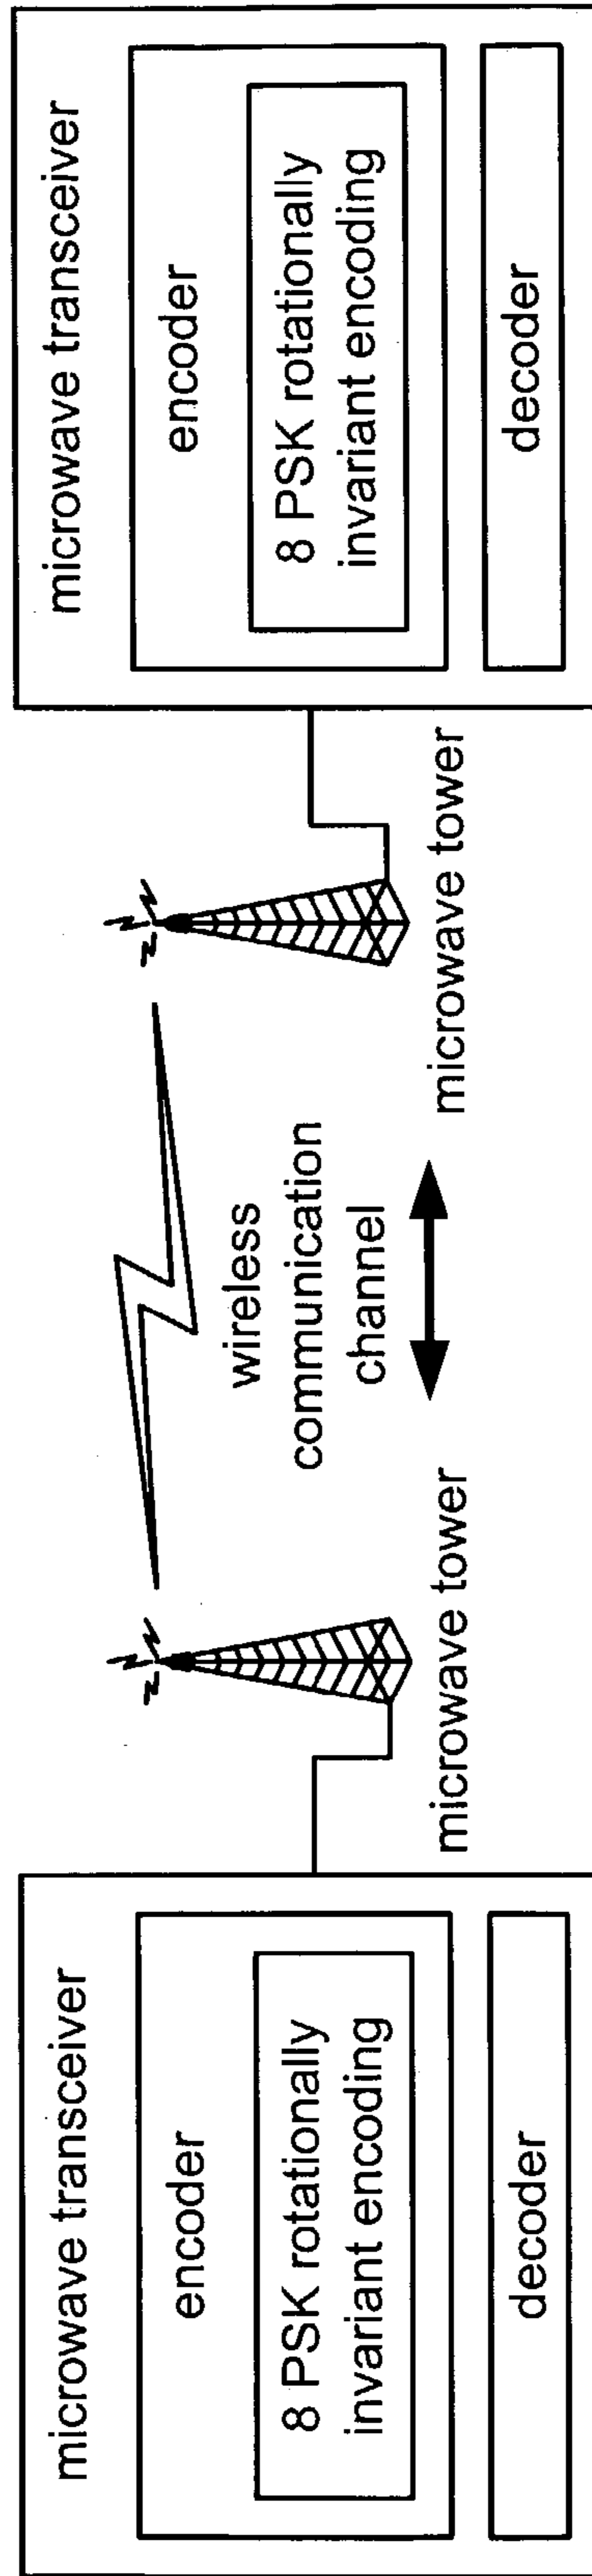 microwave transceiver
encoder
8 PSK rotationally
invariant encoding
decoder
microwave tower
wireless
communication
channel
microwave tower
microwave transceiver
encoder
8 PSK rotationally
invariant encoding
decoder